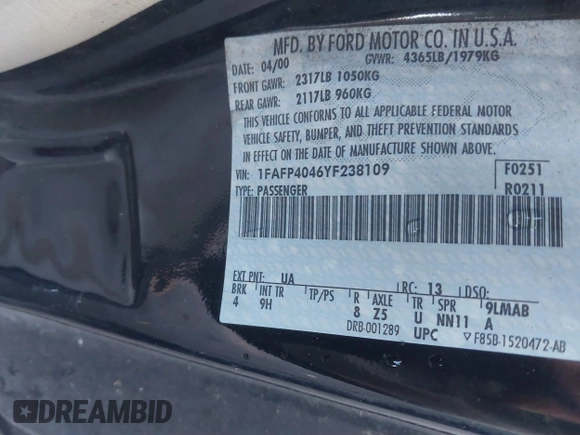 MFD. BY FORD MOTOR CO. IN U.S.A.
DATE: 04/00 GVWR: 4365LB/1979KG
FRONT GAWR: 2317LB 1050KG
REAR GAWR: 2117LB 960KG
THIS VEHICLE CONFORMS TO ALL APPLICABLE FEDERAL MOTOR
VEHICLE SAFETY, BUMPER, AND THEFT PREVENTION STANDARDS
IN EFFECT ON THE DATE OF MANUFACTURE SHOWN ABOVE.
VIN: 1FAFP4046YF238109 F0251
TYPE: PASSENGER R0211
EXT PNT: UA RC: 13 DSO:
BRK INT TR TP/PS R AXLE TR SPR 9LMAB
4 9H 8 Z5 U NN11 A
DRB-001289 UPC ▽F85B-1520472-AB
DREAMBID